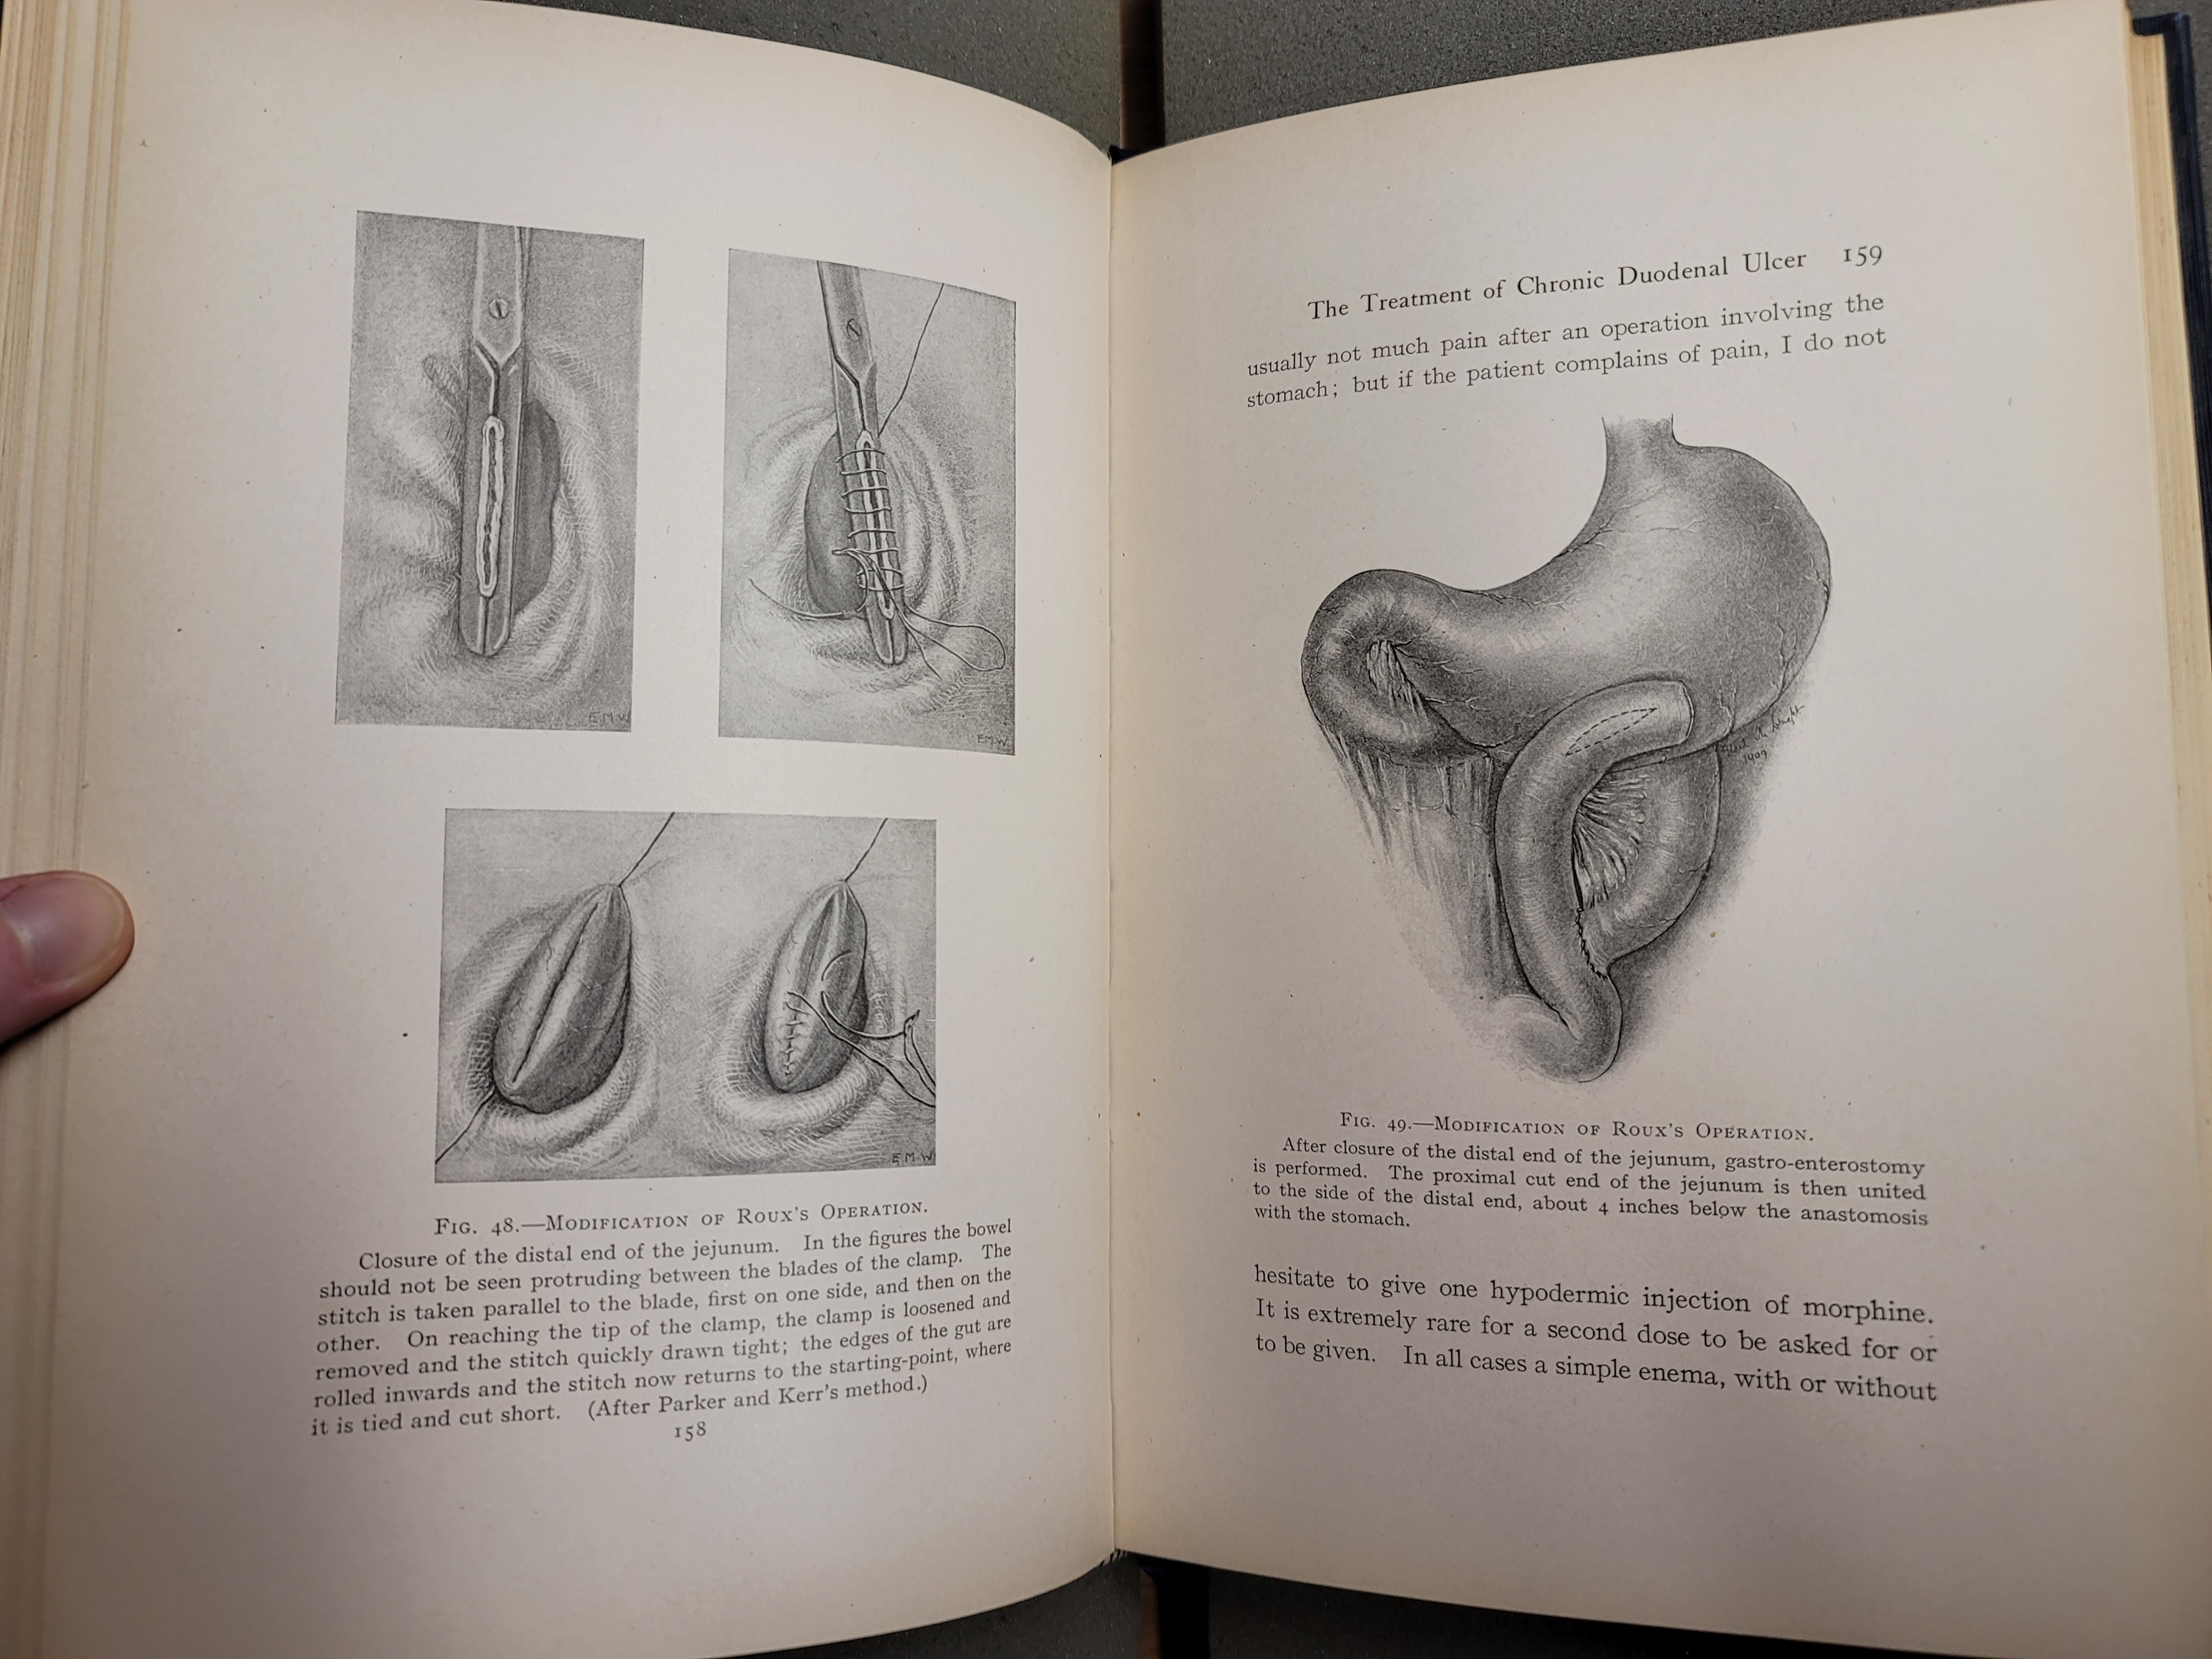 E.M.W
E.M.W
E.M.W
FIG. 48.—MODIFICATION OF ROUX'S OPERATION.
Closure of the distal end of the jejunum. In the figures the bowel
should not be seen protruding between the blades of the clamp. The
stitch is taken parallel to the blade, first on one side, and then on the
other. On reaching the tip of the clamp, the clamp is loosened and
removed and the stitch quickly drawn tight; the edges of the gut are
rolled inwards and the stitch now returns to the starting-point, where
it is tied and cut short. (After Parker and Kerr's method.)
158
The Treatment of Chronic Duodenal Ulcer 159
usually not much pain after an operation involving the
stomach; but if the patient complains of pain, I do not
Wright
1909
FIG. 49.—MODIFICATION OF ROUX'S OPERATION.
After closure of the distal end of the jejunum, gastro-enterostomy
is performed. The proximal cut end of the jejunum is then united
to the side of the distal end, about 4 inches below the anastomosis
with the stomach.
hesitate to give one hypodermic injection of morphine.
It is extremely rare for a second dose to be asked for or
to be given. In all cases a simple enema, with or without